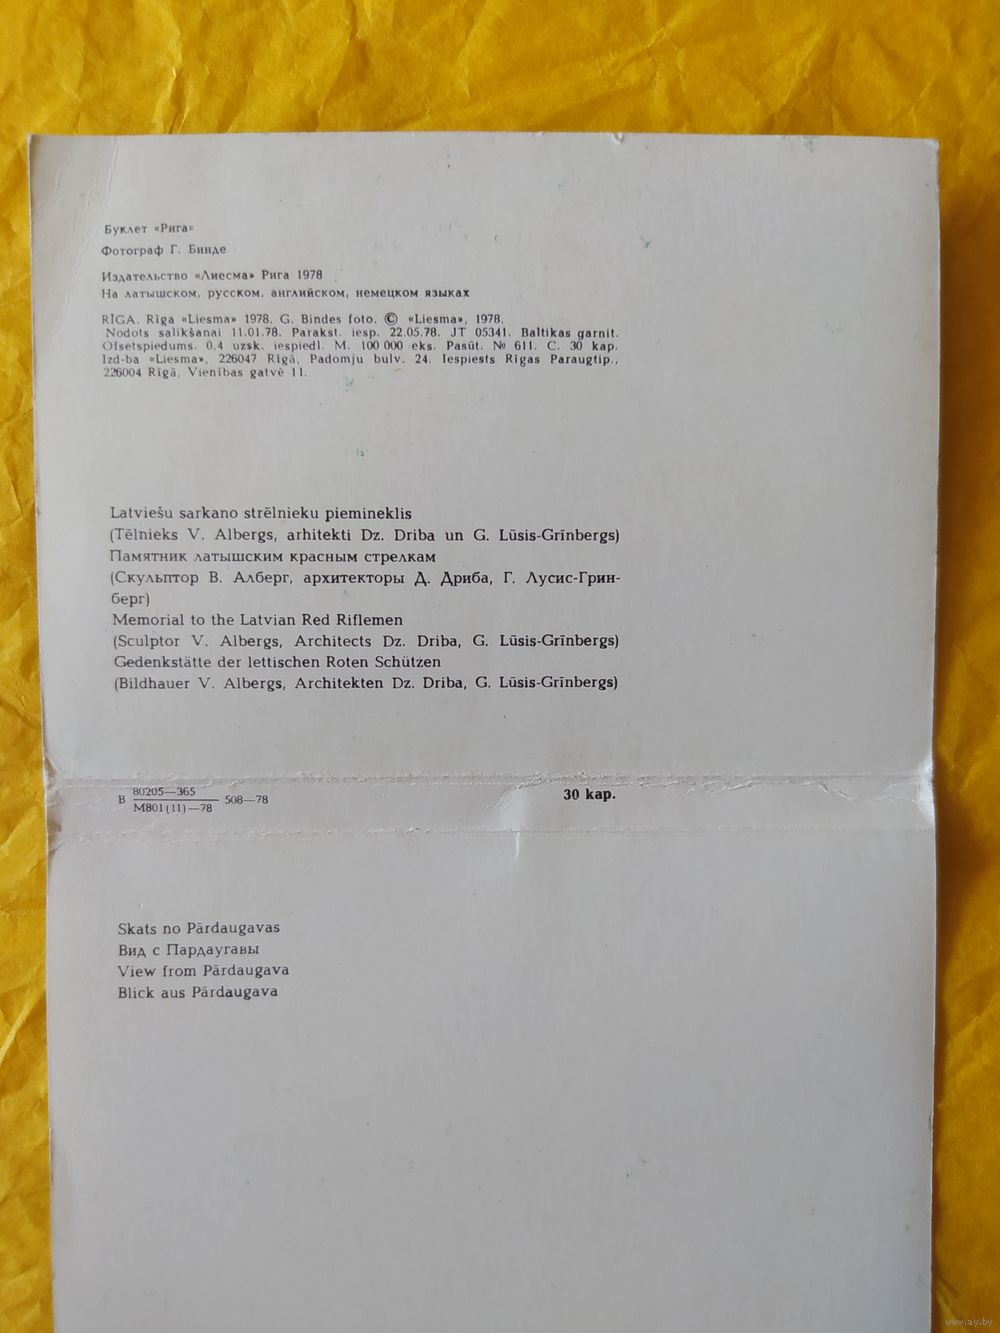 Буклет «Рига»
Фотограф Г. Бинде
Издательство «Лиесма» Рига 1978
На латышском, русском, английском, немецком языках
RĪGA. Rīga «Liesma» 1978. G. Bindes foto. © «Liesma», 1978.
Nodots salikšanai 11.01.78. Parakst. iesp. 22.05.78. JT 05341. Baltikas garnit.
Ofsetspiedums. 0,4 uzsk. iespiedl. M. 100 000 eks. Pasūt. № 611. C. 30 kap.
Izd-ba «Liesma», 226047 Rīgā, Padomju bulv. 24. Iespiests Rīgas Paraugtip.,
226004 Rīgā, Vienības gatvē 11.
Latviešu sarkano strēlnieku piemineklis
(Tēlnieks V. Albergs, arhitekti Dz. Driba un G. Lūsis-Grīnbergs)
Памятник латышским красным стрелкам
(Скульптор В. Алберг, архитекторы Д. Дриба, Г. Лусис-Грин-
берг)
Memorial to the Latvian Red Riflemen
(Sculptor V. Albergs, Architects Dz. Driba, G. Lūsis-Grīnbergs)
Gedenkstätte der lettischen Roten Schützen
(Bildhauer V. Albergs, Architekten Dz. Driba, G. Lūsis-Grīnbergs)
В 80205—365
М801(11)—78 508—78 30 kap.
Skats no Pārdaugavas
Вид с Пардаугавы
View from Pārdaugava
Blick aus Pārdaugava
www.ay.by